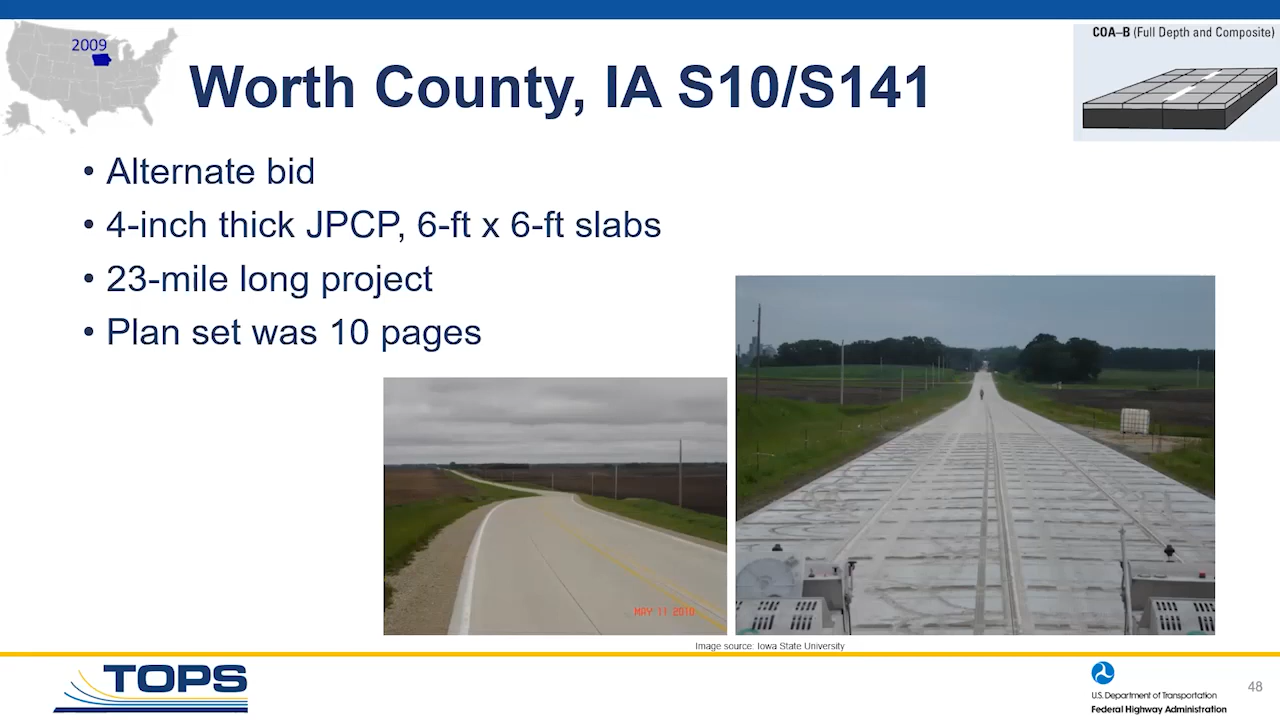 2009
COA–B (Full Depth and Composite)
Worth County, IA S10/S141
• Alternate bid
• 4-inch thick JPCP, 6-ft x 6-ft slabs
• 23-mile long project
• Plan set was 10 pages
MAY 11 2010
Image source: Iowa State University
TOPS
U.S. Department of Transportation
Federal Highway Administration
48